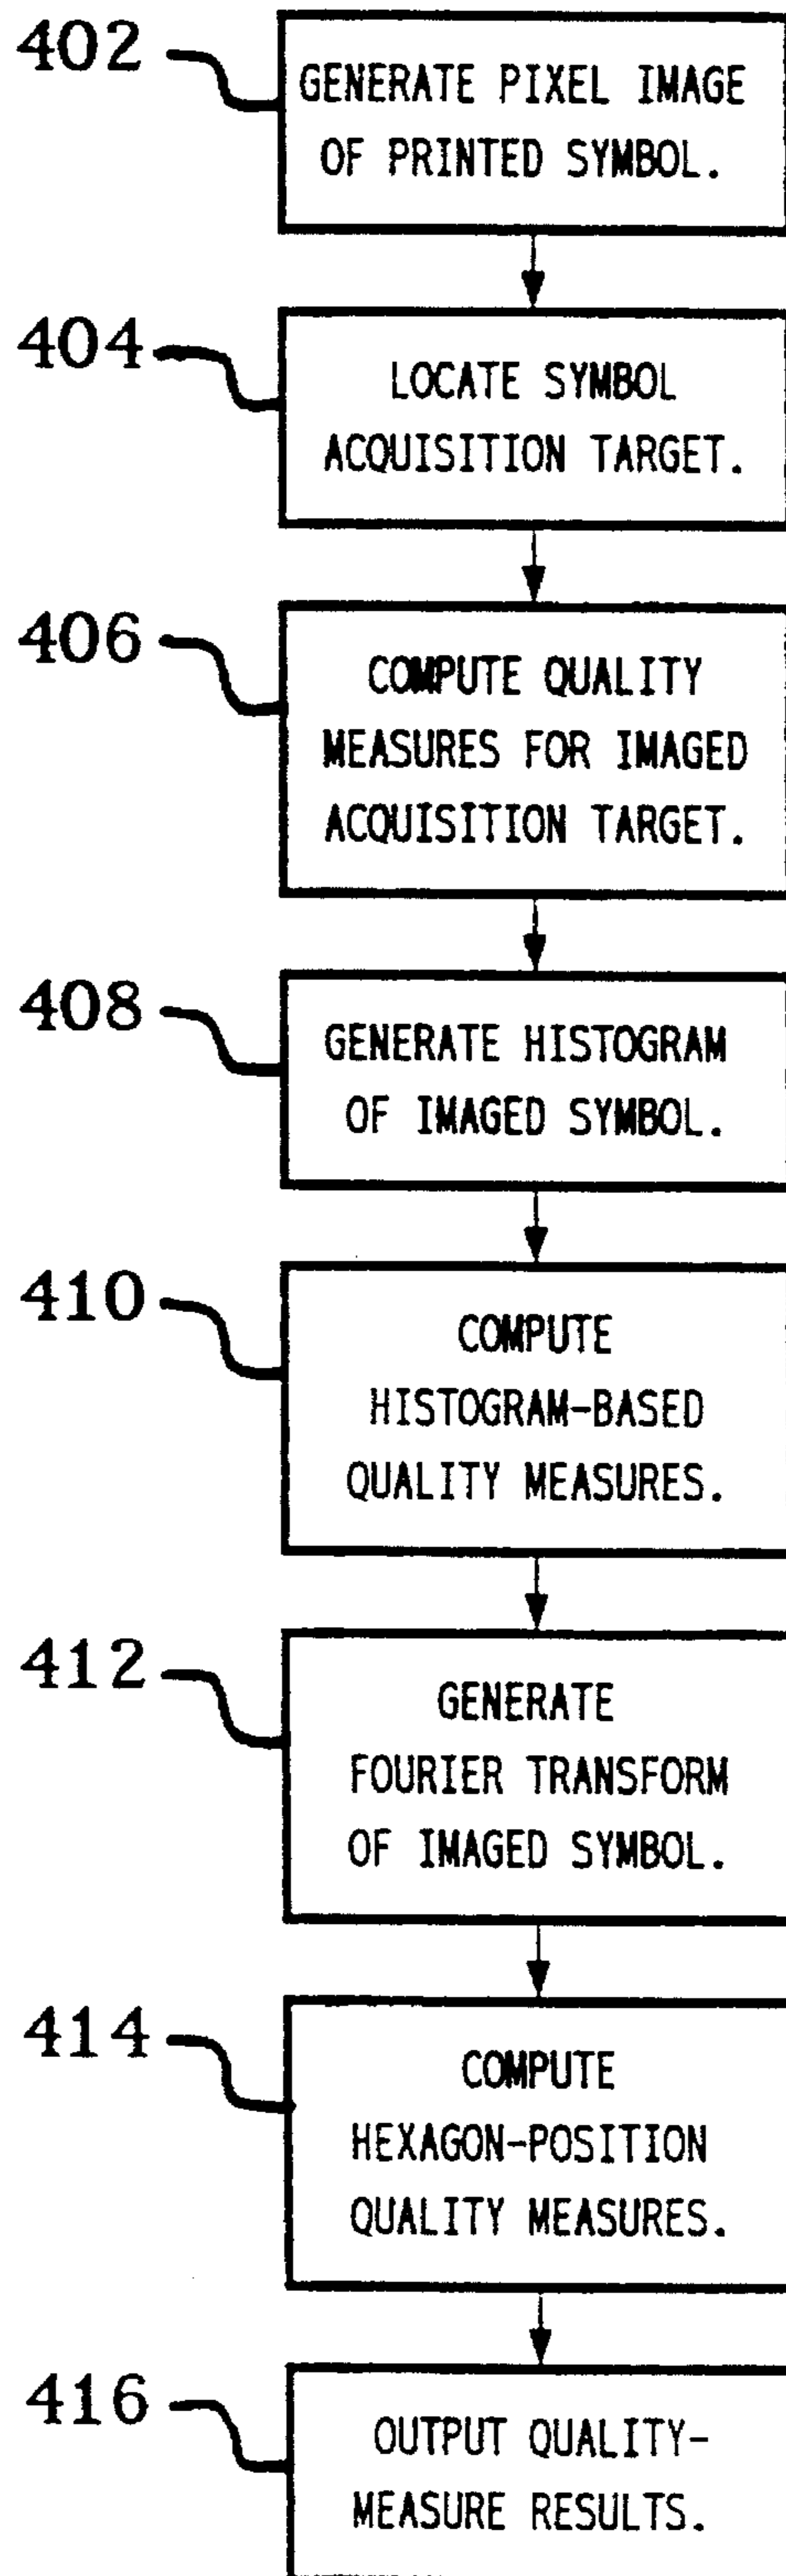 402
GENERATE PIXEL IMAGE
OF PRINTED SYMBOL.
404
LOCATE SYMBOL
ACQUISITION TARGET.
406
COMPUTE QUALITY
MEASURES FOR IMAGED
ACQUISITION TARGET.
408
GENERATE HISTOGRAM
OF IMAGED SYMBOL.
410
COMPUTE
HISTOGRAM-BASED
QUALITY MEASURES.
412
GENERATE
FOURIER TRANSFORM
OF IMAGED SYMBOL.
414
COMPUTE
HEXAGON-POSITION
QUALITY MEASURES.
416
OUTPUT QUALITY-
MEASURE RESULTS.